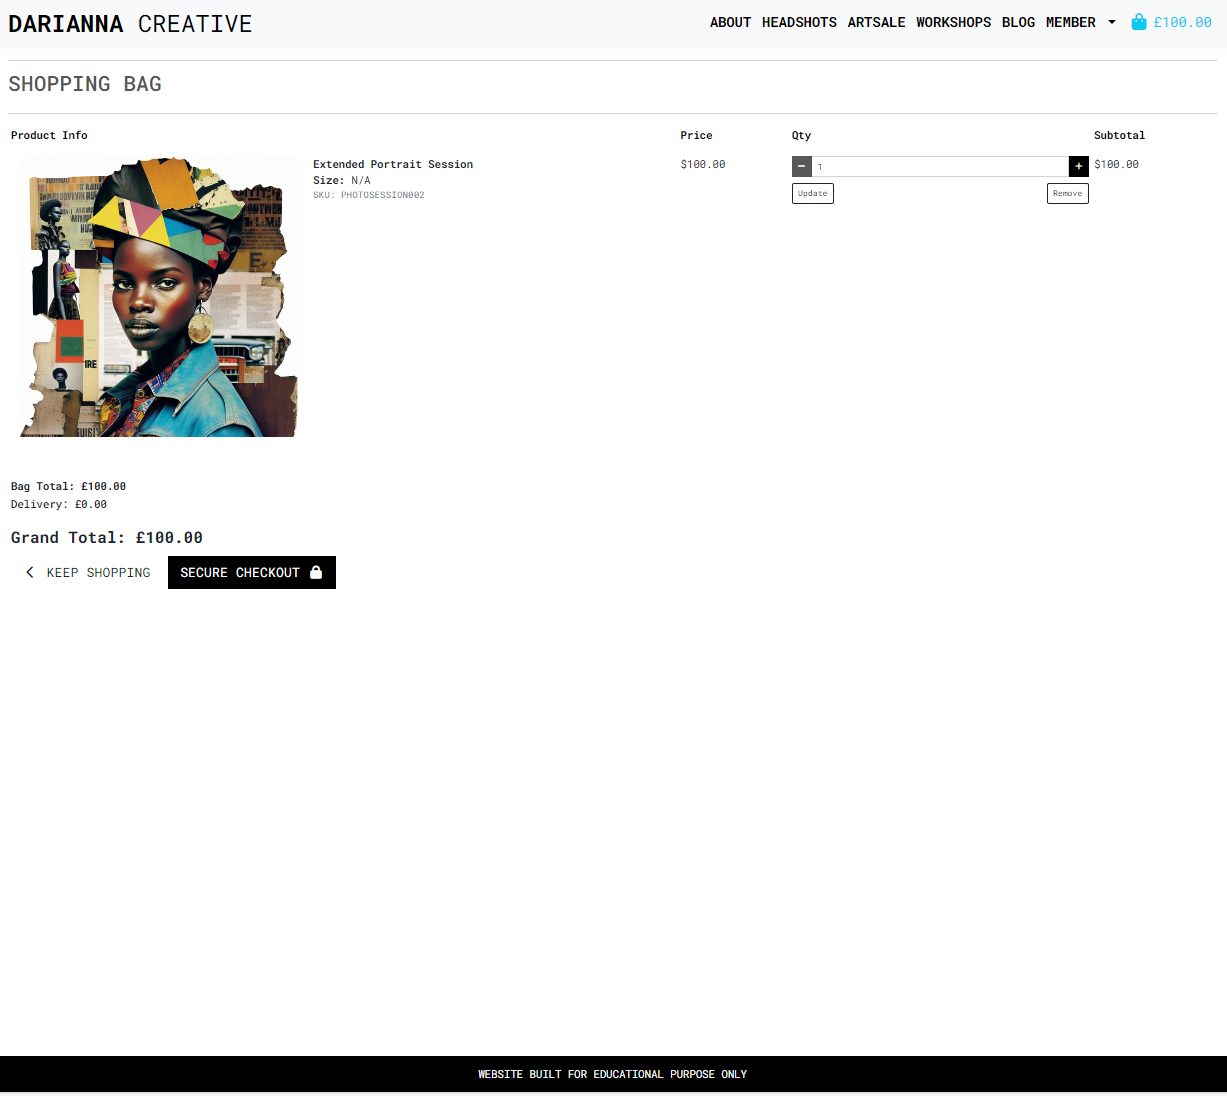 DARIANNA CREATIVE
ABOUT HEADSHOTS ARTSALE WORKSHOPS BLOG MEMBER £100.00
SHOPPING BAG
Product Info Price Qty Subtotal
Extended Portrait Session $100.00 1 $100.00
Size: N/A
SKU: PHOTOSESSION002
Update Remove
E
IRE
Bag Total: £100.00
Delivery: £0.00
Grand Total: £100.00
KEEP SHOPPING SECURE CHECKOUT
WEBSITE BUILT FOR EDUCATIONAL PURPOSE ONLY